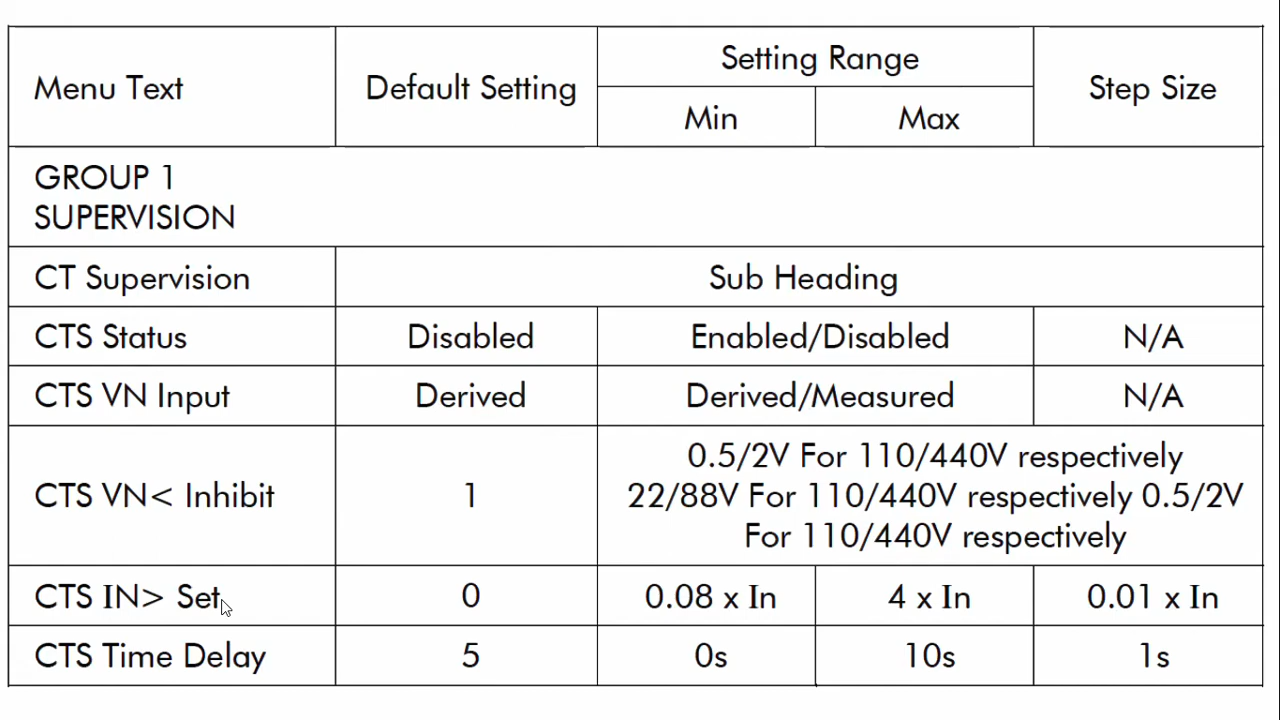 Menu Text
Default Setting
Setting Range
Step Size
Min
Max
GROUP 1
SUPERVISION
CT Supervision
Sub Heading
CTS Status
Disabled
Enabled/Disabled
N/A
CTS VN Input
Derived
Derived/Measured
N/A
CTS VN< Inhibit
1
0.5/2V For 110/440V respectively
22/88V For 110/440V respectively 0.5/2V
For 110/440V respectively
CTS IN> Set
0
0.08 x In
4 x In
0.01 x In
CTS Time Delay
5
0s
10s
1s